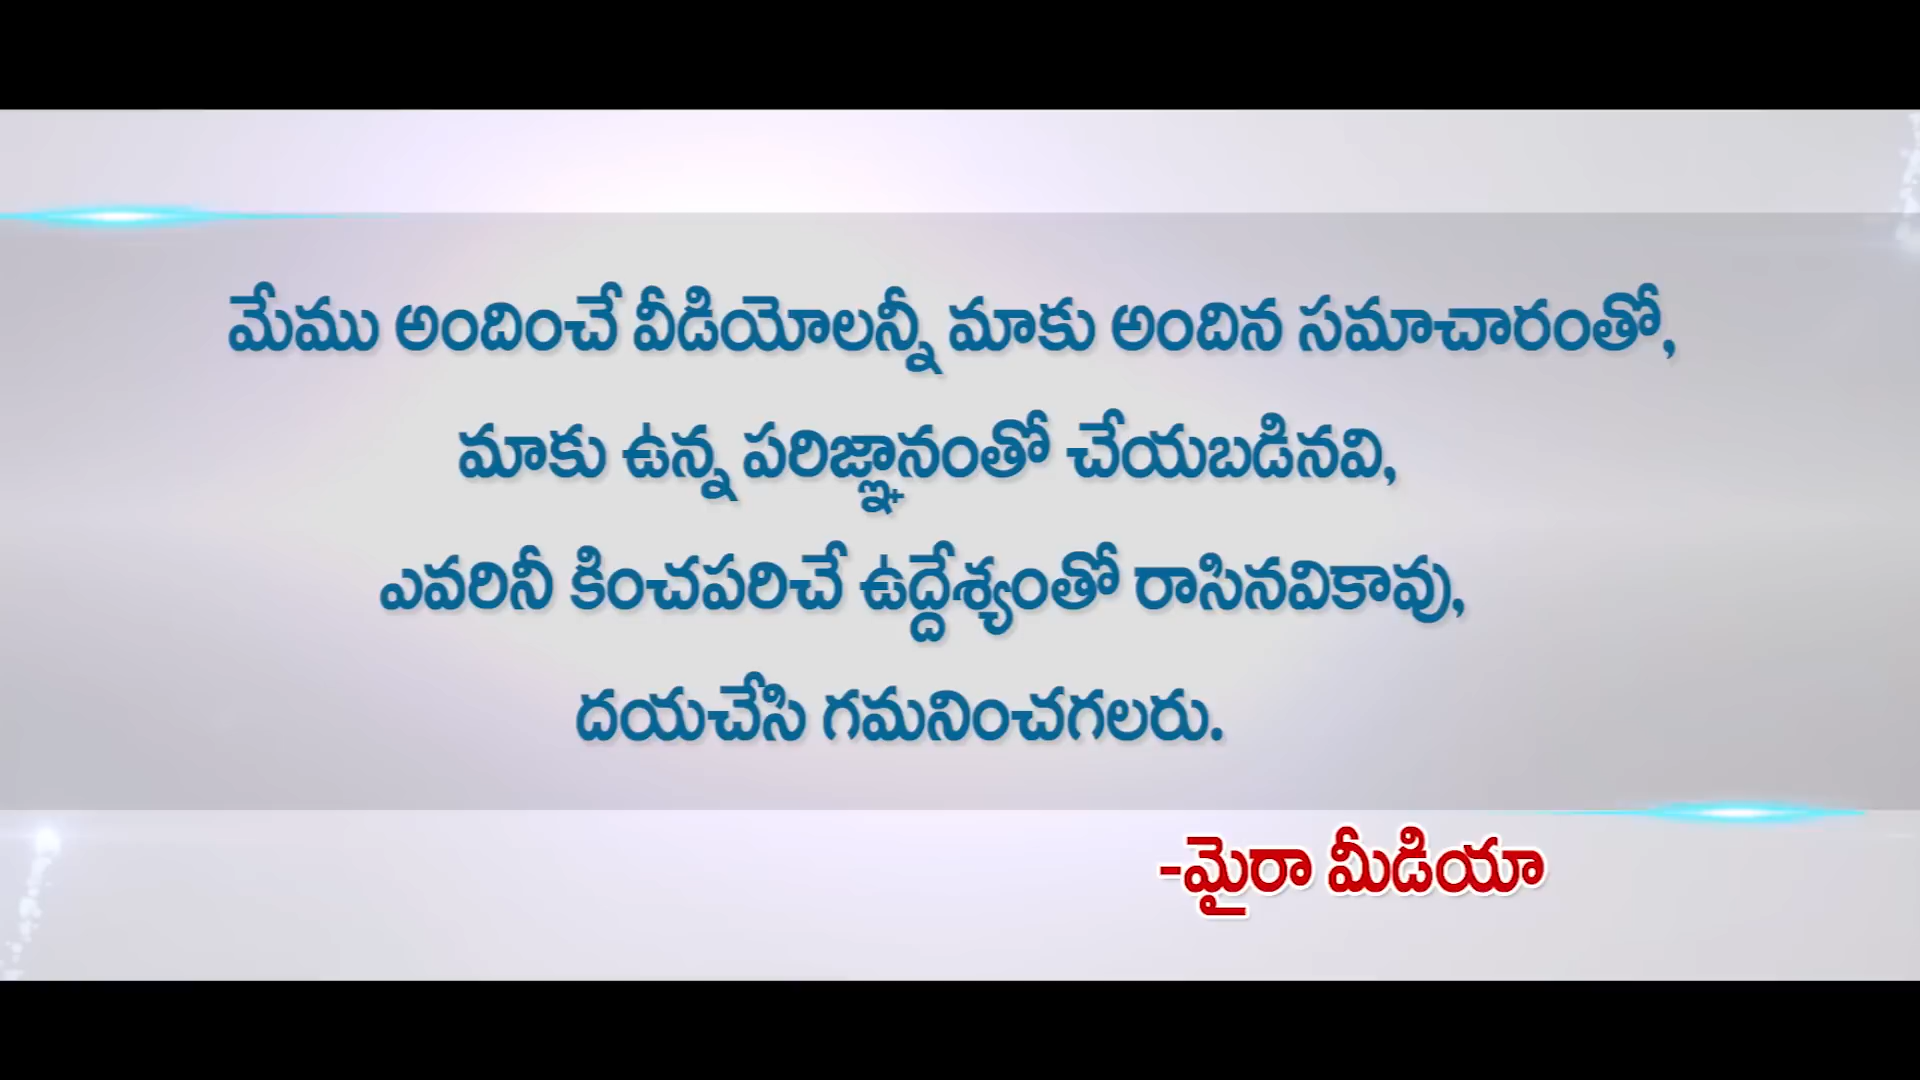 మేము అందించే వీడియోలన్నీ మాకు అందిన సమాచారంతో,
మాకు ఉన్న పరిజ్ఞానంతో చేయబడినవి,
ఎవరినీ కించపరిచే ఉద్దేశ్యంతో రాసినవికావు,
దయచేసి గమనించగలరు.
-మైరా మీడియా